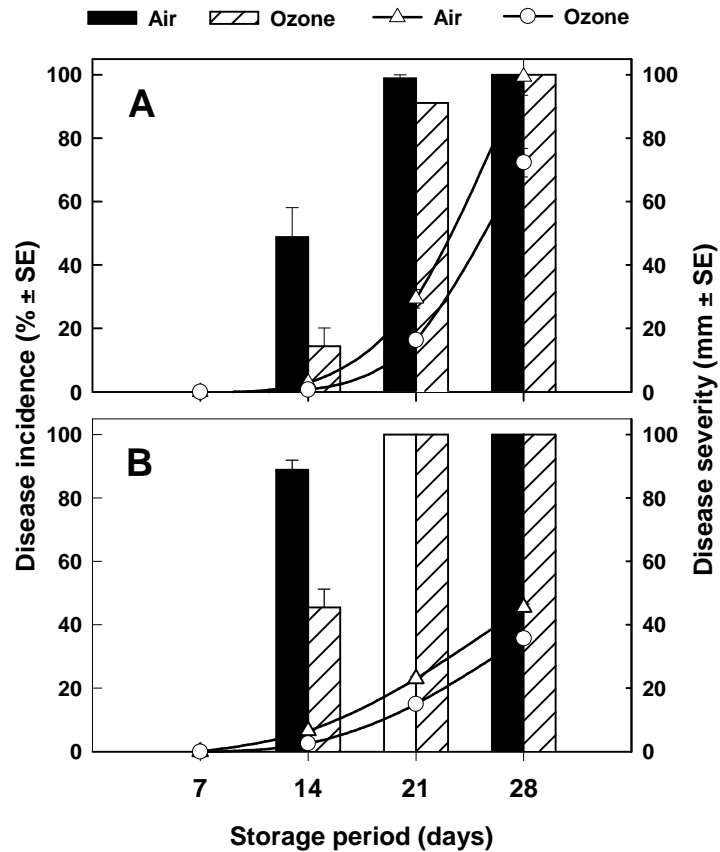 Air Ozone Air Ozone
A
100 100
80 80
60 60
40 40
20 20
0 0
B
100 100
80 80
60 60
40 40
20 20
0 0
Disease incidence (% ± SE)
Disease severity (mm ± SE)
7 14 21 28
Storage period (days)